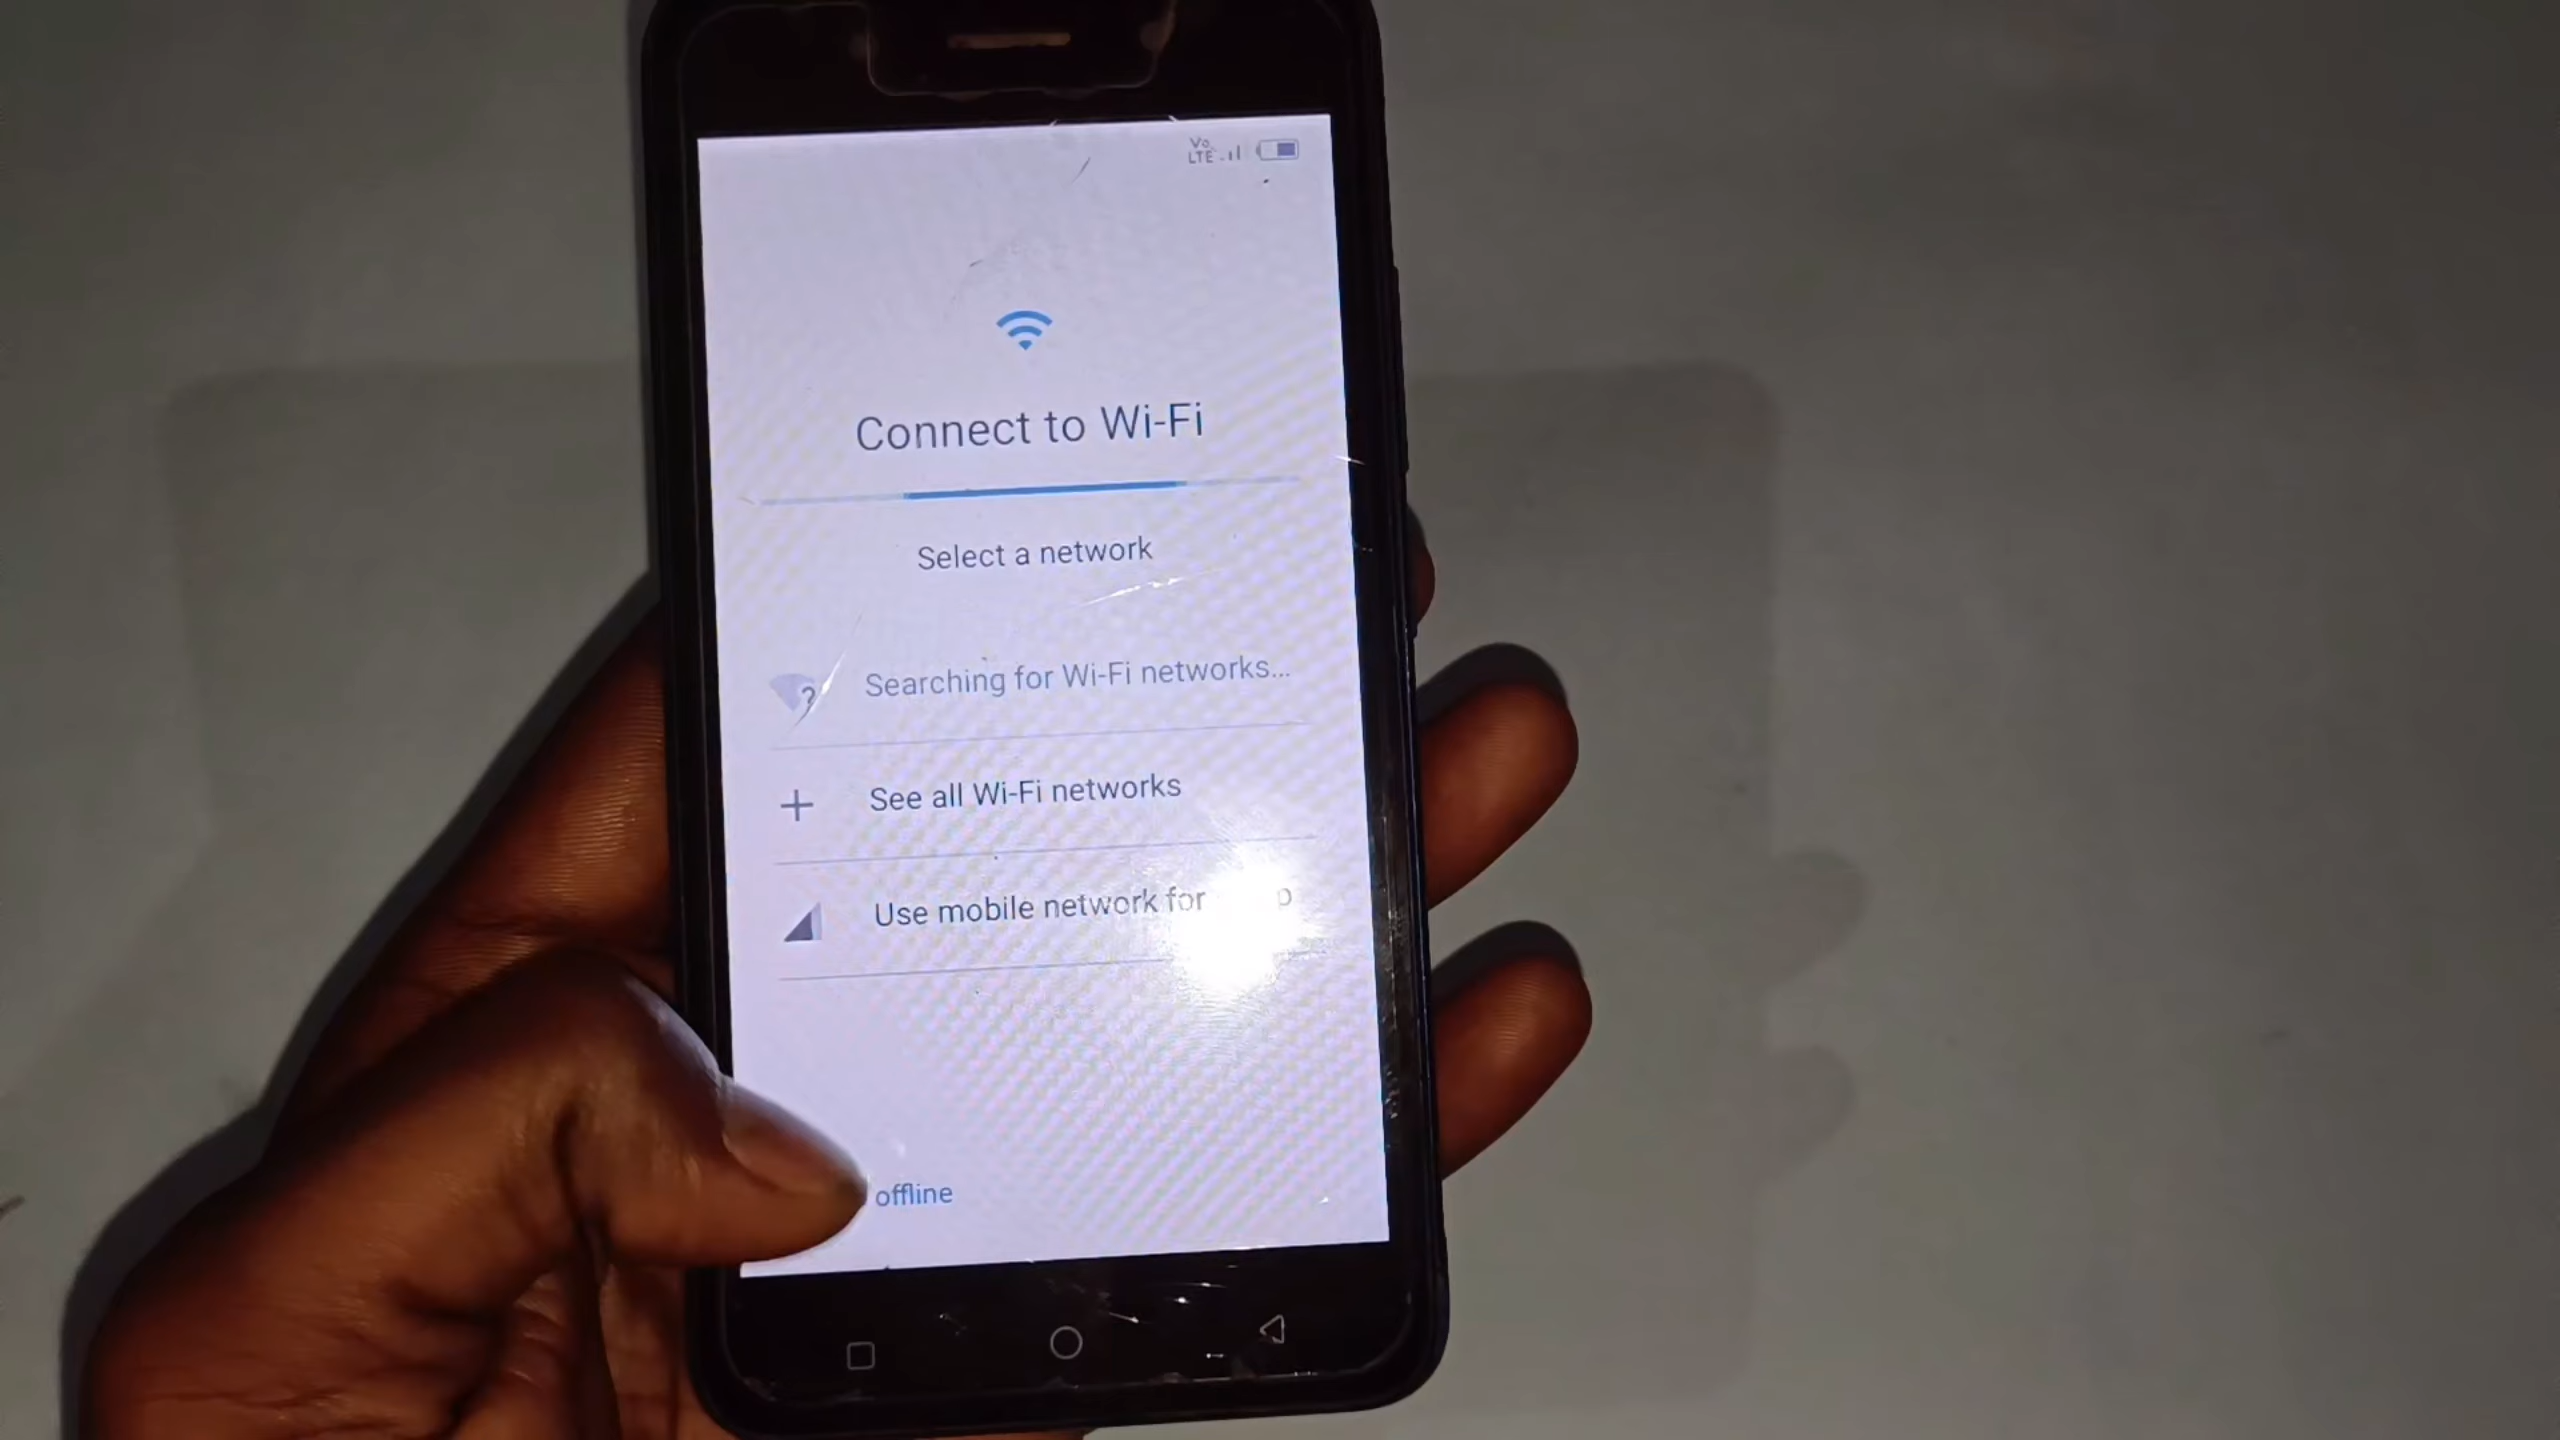 Vo
LTE
Connect to Wi-Fi
Select a network
?
Searching for Wi-Fi networks...
See all Wi-Fi networks
Use mobile network for
offline